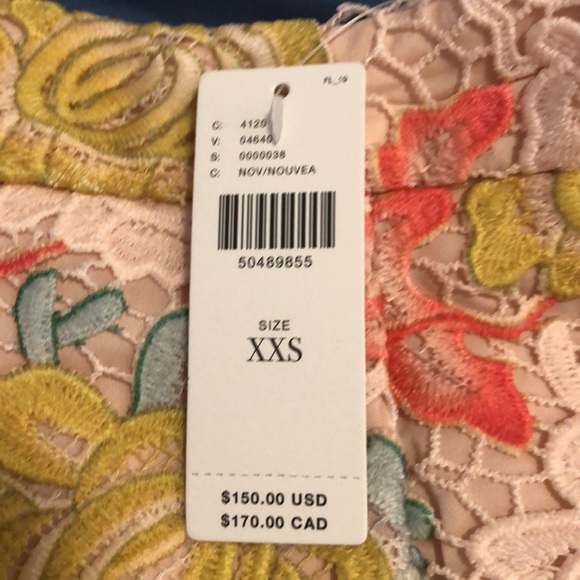 FL_19
C: 4120
V: 04640
S: 0000038
C: NOV/NOUVEA
50489855
SIZE
XXS
$150.00 USD
$170.00 CAD